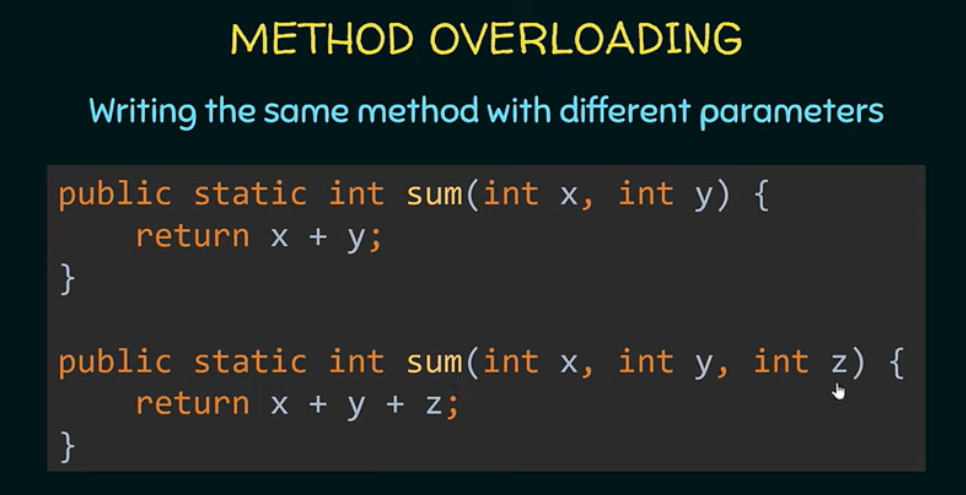 METHOD OVERLOADING
Writing the same method with different parameters
public static int sum(int x, int y) {
    return x + y;
}
public static int sum(int x, int y, int z) {
    return x + y + z;
}